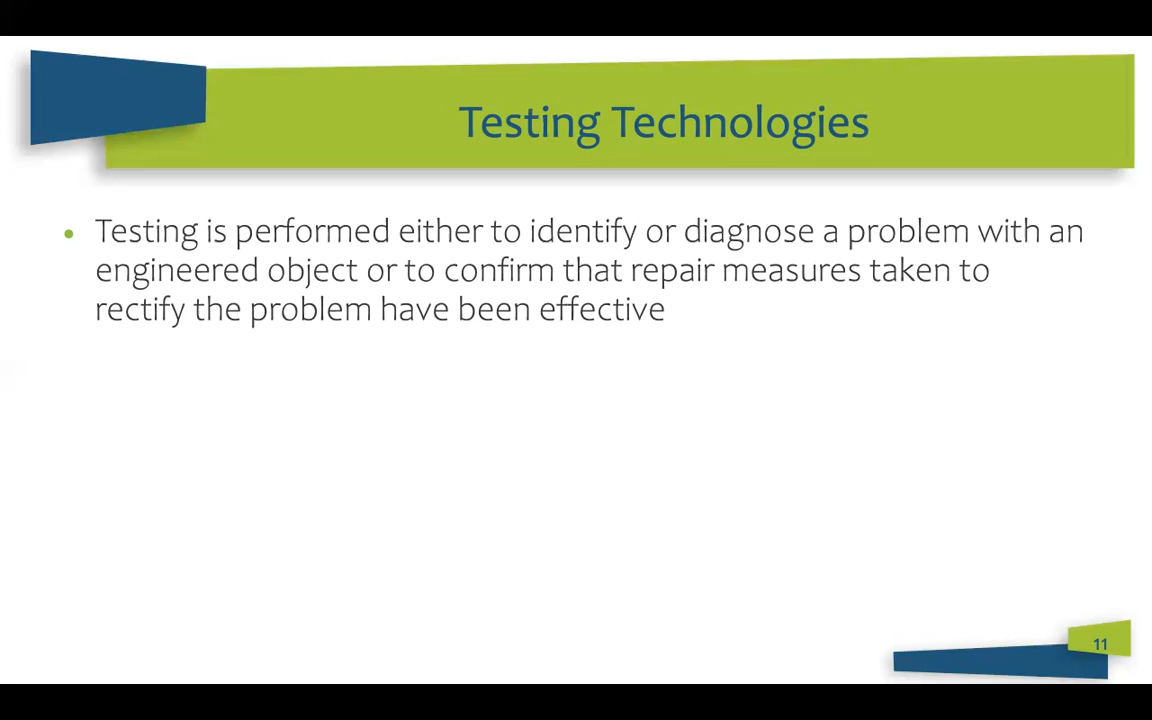 Testing Technologies
• Testing is performed either to identify or diagnose a problem with an
engineered object or to confirm that repair measures taken to
rectify the problem have been effective
11